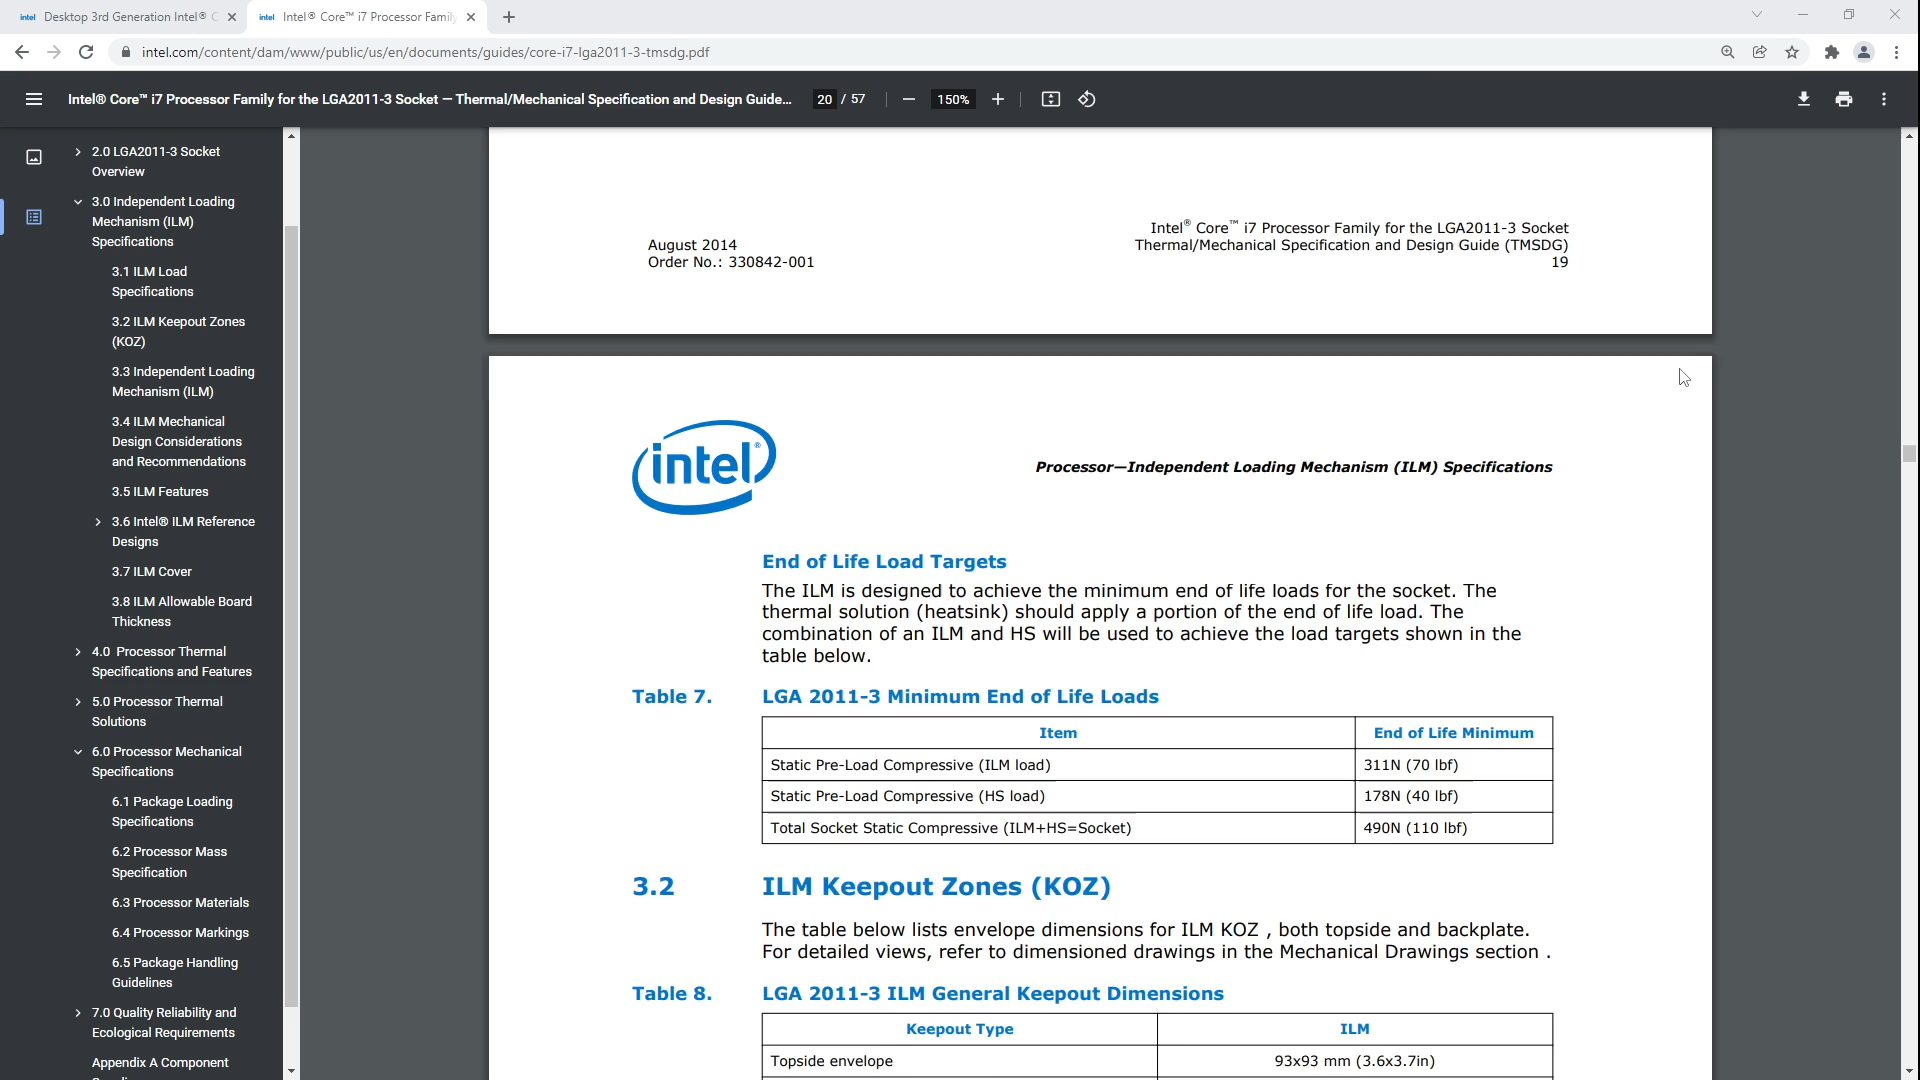 intel Desktop 3rd Generation Intel® C
intel Intel® Core™ i7 Processor Family
intel.com/content/dam/www/public/us/en/documents/guides/core-i7-lga2011-3-tmsdg.pdf
Intel® Core™ i7 Processor Family for the LGA2011-3 Socket — Thermal/Mechanical Specification and Design Guide... 20 / 57 150%
2.0 LGA2011-3 Socket
Overview
3.0 Independent Loading
Mechanism (ILM)
Specifications
3.1 ILM Load
Specifications
3.2 ILM Keepout Zones
(KOZ)
3.3 Independent Loading
Mechanism (ILM)
3.4 ILM Mechanical
Design Considerations
and Recommendations
3.5 ILM Features
3.6 Intel® ILM Reference
Designs
3.7 ILM Cover
3.8 ILM Allowable Board
Thickness
4.0 Processor Thermal
Specifications and Features
5.0 Processor Thermal
Solutions
6.0 Processor Mechanical
Specifications
6.1 Package Loading
Specifications
6.2 Processor Mass
Specification
6.3 Processor Materials
6.4 Processor Markings
6.5 Package Handling
Guidelines
7.0 Quality Reliability and
Ecological Requirements
Appendix A Component
Intel® Core™ i7 Processor Family for the LGA2011-3 Socket
August 2014 Thermal/Mechanical Specification and Design Guide (TMSDG)
Order No.: 330842-001 19
intel®
Processor—Independent Loading Mechanism (ILM) Specifications
End of Life Load Targets
The ILM is designed to achieve the minimum end of life loads for the socket. The
thermal solution (heatsink) should apply a portion of the end of life load. The
combination of an ILM and HS will be used to achieve the load targets shown in the
table below.
Table 7. LGA 2011-3 Minimum End of Life Loads
Item End of Life Minimum
Static Pre-Load Compressive (ILM load) 311N (70 lbf)
Static Pre-Load Compressive (HS load) 178N (40 lbf)
Total Socket Static Compressive (ILM+HS=Socket) 490N (110 lbf)
3.2 ILM Keepout Zones (KOZ)
The table below lists envelope dimensions for ILM KOZ , both topside and backplate.
For detailed views, refer to dimensioned drawings in the Mechanical Drawings section .
Table 8. LGA 2011-3 ILM General Keepout Dimensions
Keepout Type ILM
Topside envelope 93x93 mm (3.6x3.7in)